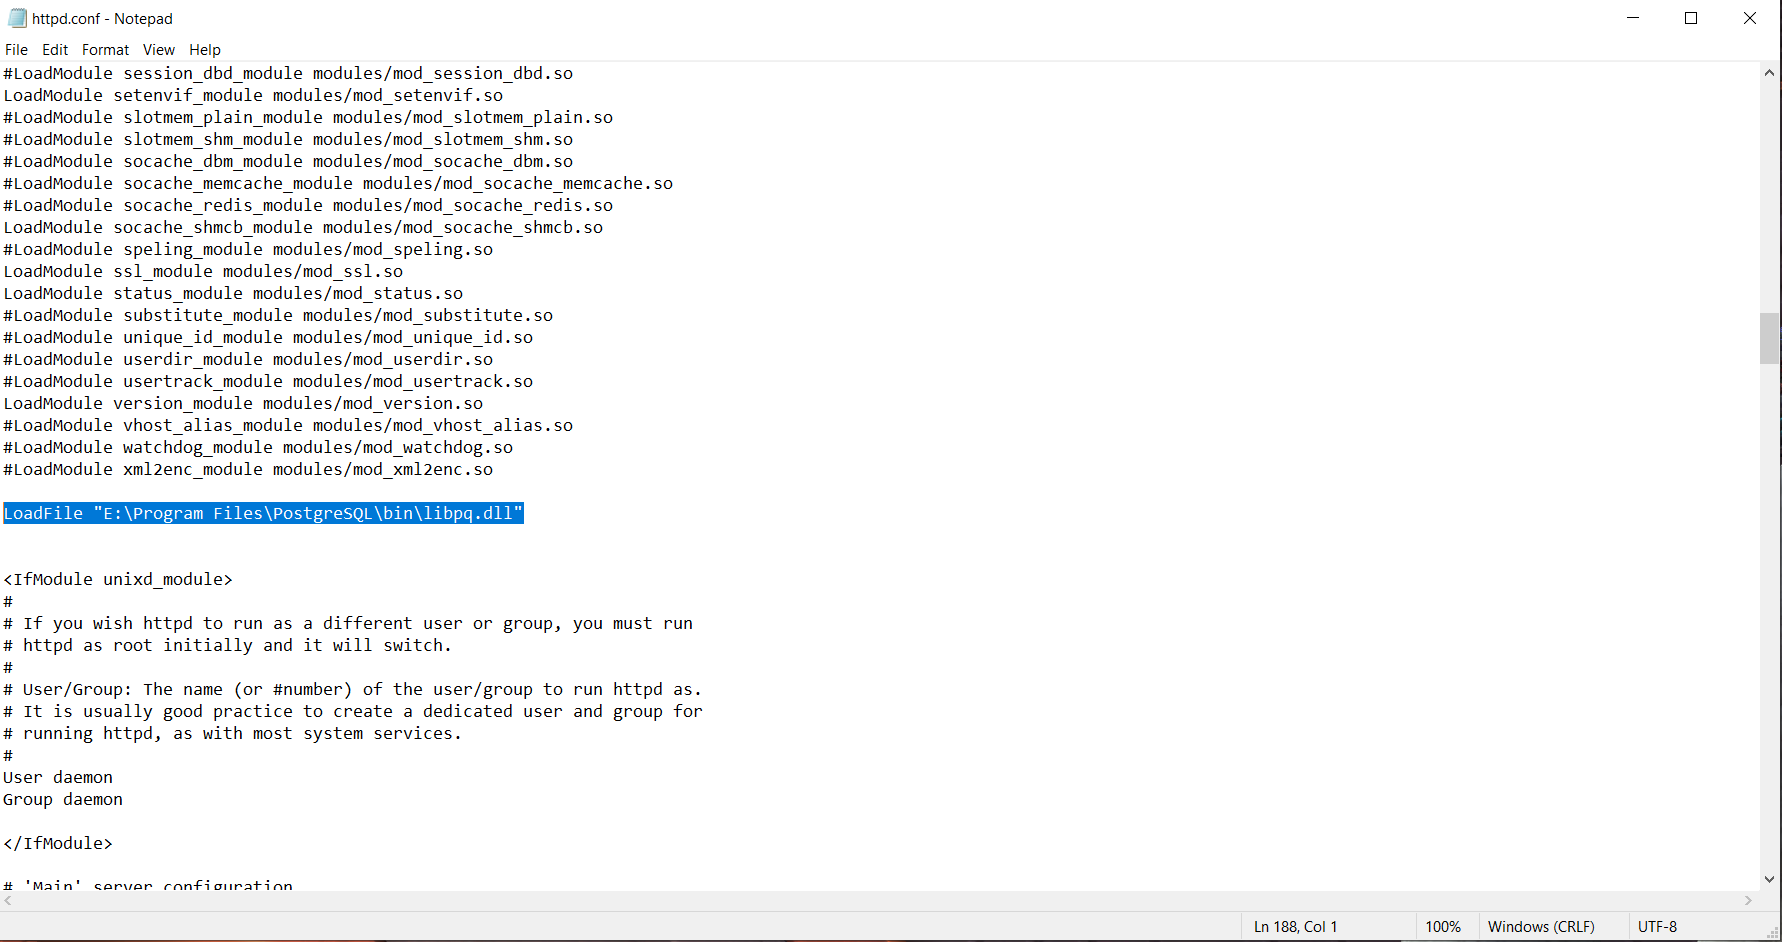 httpd.conf - Notepad
File Edit Format View Help
#LoadModule session_dbd_module modules/mod_session_dbd.so
LoadModule setenvif_module modules/mod_setenvif.so
#LoadModule slotmem_plain_module modules/mod_slotmem_plain.so
#LoadModule slotmem_shm_module modules/mod_slotmem_shm.so
#LoadModule socache_dbm_module modules/mod_socache_dbm.so
#LoadModule socache_memcache_module modules/mod_socache_memcache.so
#LoadModule socache_redis_module modules/mod_socache_redis.so
LoadModule socache_shmcb_module modules/mod_socache_shmcb.so
#LoadModule speling_module modules/mod_speling.so
LoadModule ssl_module modules/mod_ssl.so
LoadModule status_module modules/mod_status.so
#LoadModule substitute_module modules/mod_substitute.so
#LoadModule unique_id_module modules/mod_unique_id.so
#LoadModule userdir_module modules/mod_userdir.so
#LoadModule usertrack_module modules/mod_usertrack.so
LoadModule version_module modules/mod_version.so
#LoadModule vhost_alias_module modules/mod_vhost_alias.so
#LoadModule watchdog_module modules/mod_watchdog.so
#LoadModule xml2enc_module modules/mod_xml2enc.so
LoadFile "E:\Program Files\PostgreSQL\bin\libpq.dll"
<IfModule unixd_module>
#
# If you wish httpd to run as a different user or group, you must run
# httpd as root initially and it will switch.
#
# User/Group: The name (or #number) of the user/group to run httpd as.
# It is usually good practice to create a dedicated user and group for
# running httpd, as with most system services.
#
User daemon
Group daemon
</IfModule>
# 'Main' server configuration
Ln 188, Col 1 100% Windows (CRLF) UTF-8